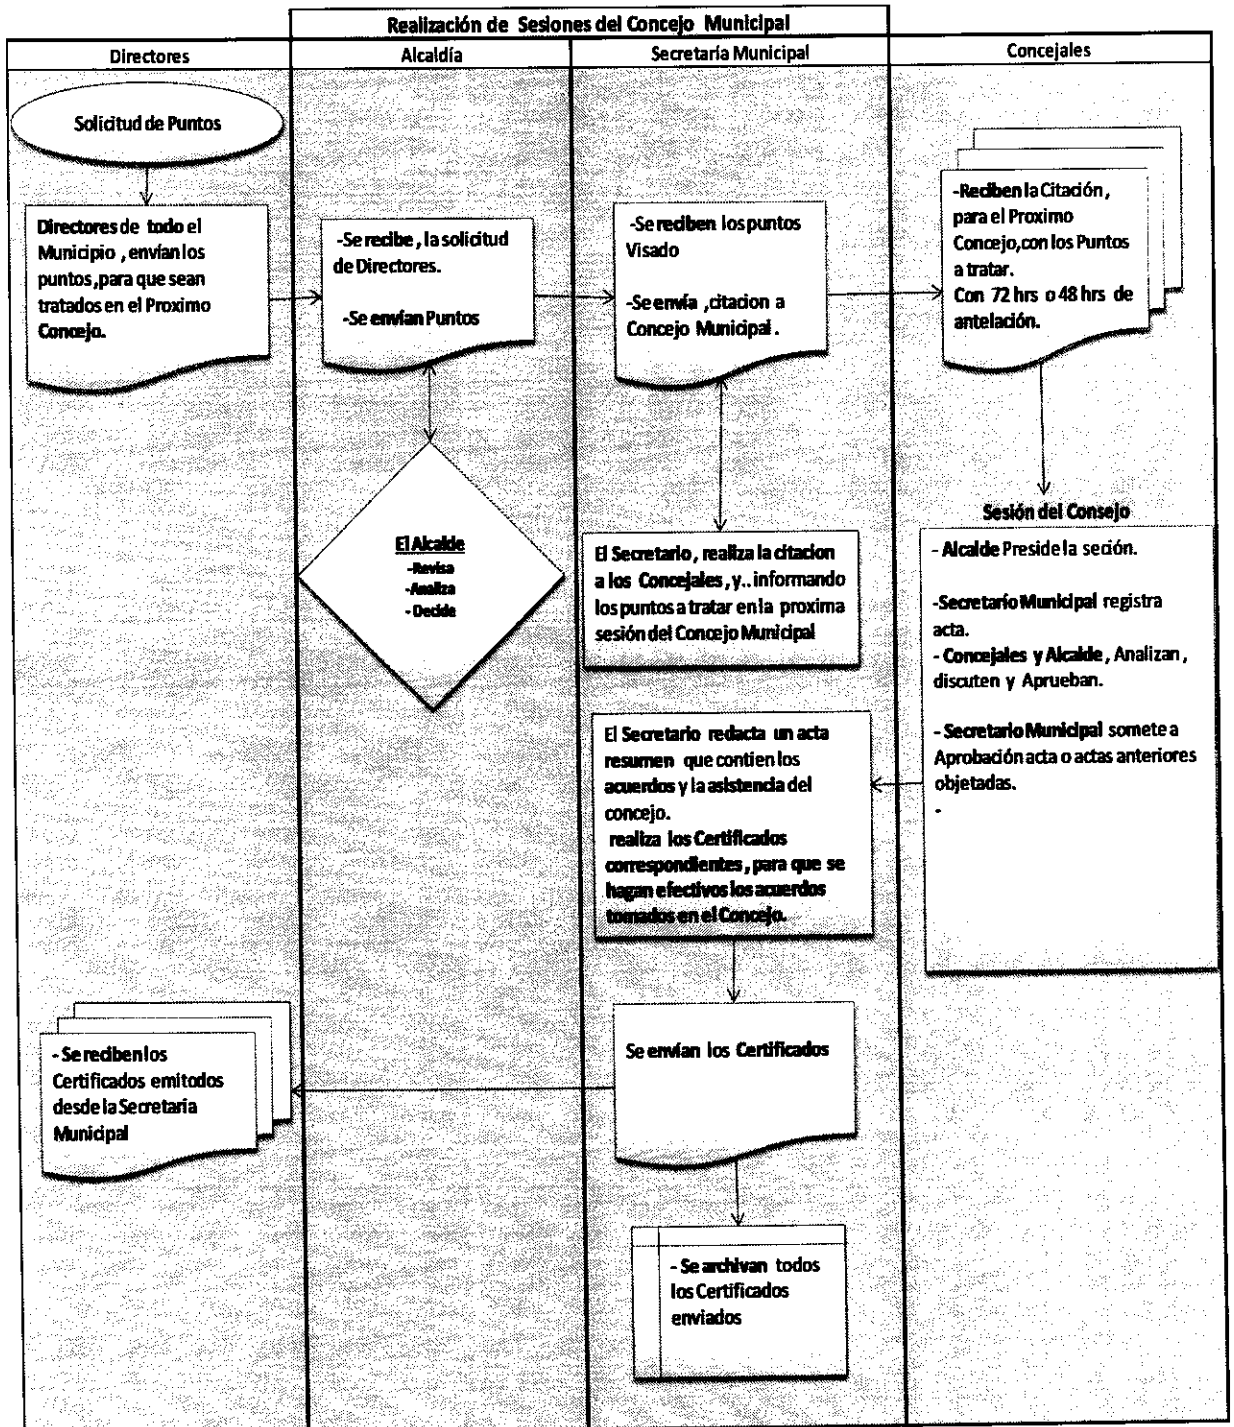 Realización de Sesiones del Concejo Municipal
Directores
Alcaldía
Secretaría Municipal
Concejales
Solicitud de Puntos
Directores de todo el
Municipio , envían los
puntos ,para que sean
tratados en el Proximo
Concejo.
-Se recibe , la solicitud
de Directores.
-Se envían Puntos
-Se reciben los puntos
Visado
-Se envía ,citacion a
Concejo Municipal .
-Reciben la Citación ,
para el Proximo
Concejo,con los Puntos
a tratar.
Con 72 hrs o 48 hrs de
antelación.
El Alcalde
-Revisa
-Analiza
- Decide
El Secretario , realiza la citacion
a los Concejales , y.. informando
los puntos a tratar en la proxima
sesión del Concejo Municipal
Sesión del Consejo
- Alcalde Preside la seción.
-Secretario Municipal registra
acta.
- Concejales y Alcalde, Analizan ,
discuten y Aprueban.
- Secretario Municipal somete a
Aprobación acta o actas anteriores
objetadas.
-
El Secretario redacta un acta
resumen que contien los
acuerdos y la asistencia del
concejo.
realiza los Certificados
correspondientes , para que se
hagan efectivos los acuerdos
tomados en el Concejo.
Se envían los Certificados
- Se reciben los
Certificados emitodos
desde la Secretaría
Municipal
- Se archivan todos
los Certificados
enviados